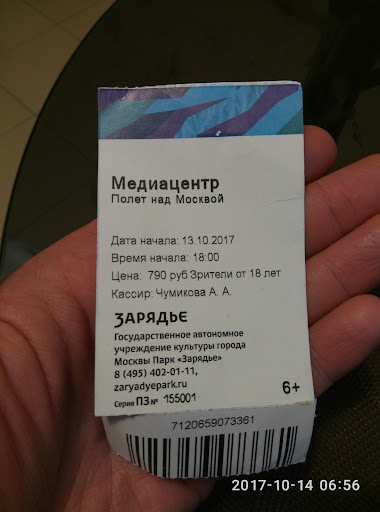 Медиацентр
Полет над Москвой
Дата начала: 13.10.2017
Время начала: 18:00
Цена: 790 руб Зрители от 18 лет
Кассир: Чумикова А. А.
ЗАРЯДЬЕ
Государственное автономное
учреждение культуры города
Москвы Парк «Зарядье»
8 (495) 402-01-11,
zaryadyepark.ru
Серия ПЗ № 155001
6+
7120659073361
2017-10-14 06:56